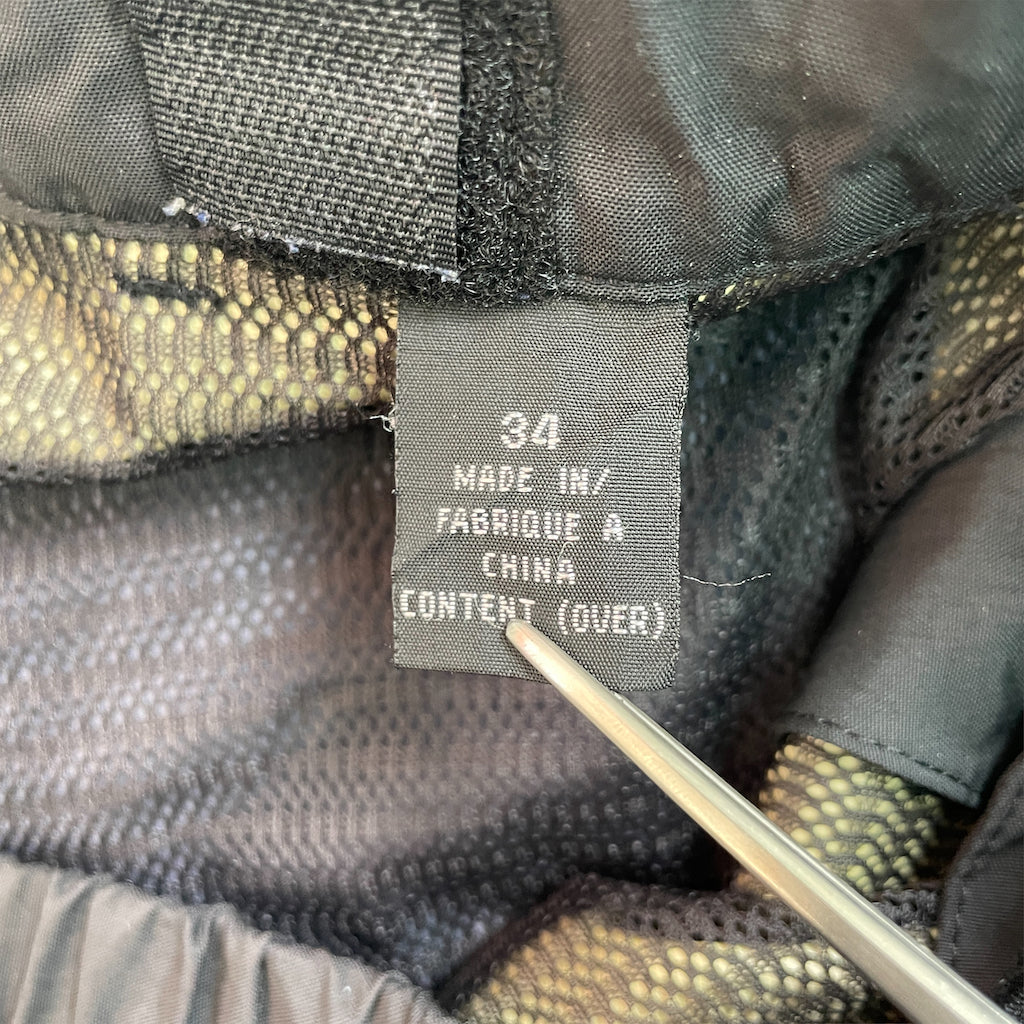 34
MADE IN/
FABRIQUE A
CHINA
CONTENT (OVER)